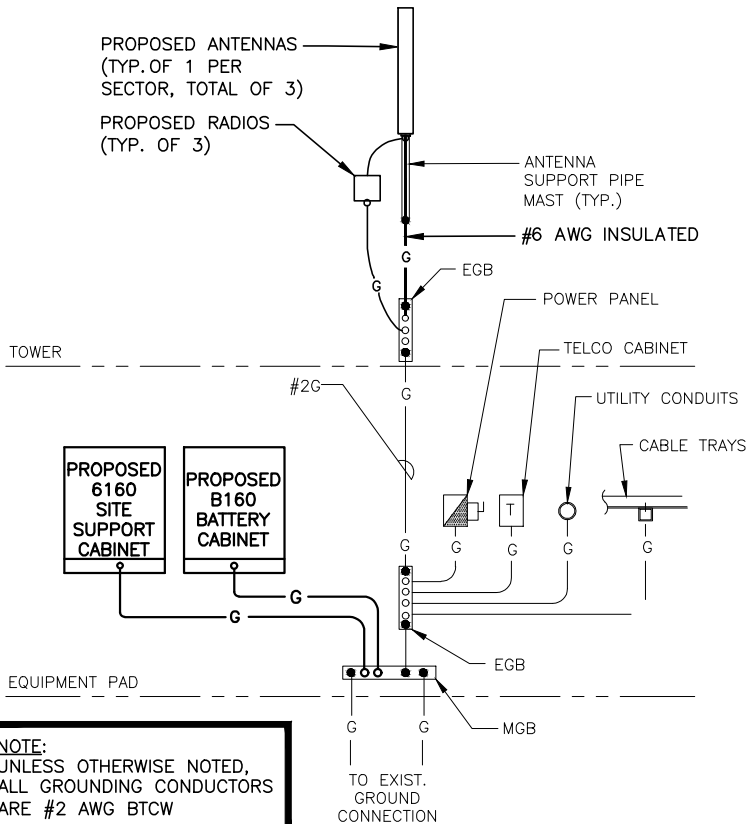 PROPOSED ANTENNAS
(TYP. OF 1 PER
SECTOR, TOTAL OF 3)
PROPOSED RADIOS
(TYP. OF 3)
ANTENNA
SUPPORT PIPE
MAST (TYP.)
#6 AWG INSULATED
G
EGB
G
POWER PANEL
TOWER
TELCO CABINET
#2G
G
UTILITY CONDUITS
CABLE TRAYS
PROPOSED
6160
SITE
SUPPORT
CABINET
PROPOSED
B160
BATTERY
CABINET
T
G
G
G
G
G
G
G
EGB
EQUIPMENT PAD
MGB
G
G
NOTE:
UNLESS OTHERWISE NOTED,
ALL GROUNDING CONDUCTORS
ARE #2 AWG BTCW
TO EXIST.
GROUND
CONNECTION